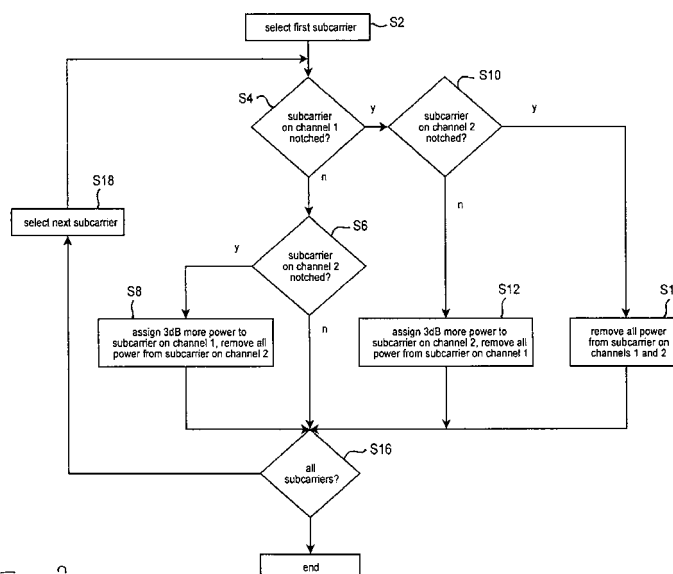 select first subcarrier
S2
S4
subcarrier
on channel 1
notched?
y
S10
subcarrier
on channel 2
notched?
y
n
n
S18
select next subcarrier
S6
subcarrier
on channel 2
notched?
y
n
S8
assign 3dB more power to
subcarrier on channel 1, remove all
power from subcarrier on channel 2
S12
assign 3dB more power to
subcarrier on channel 2, remove all
power from subcarrier on channel 1
remove all power
from subcarrier on
channels 1 and 2
S16
all
subcarriers?
end